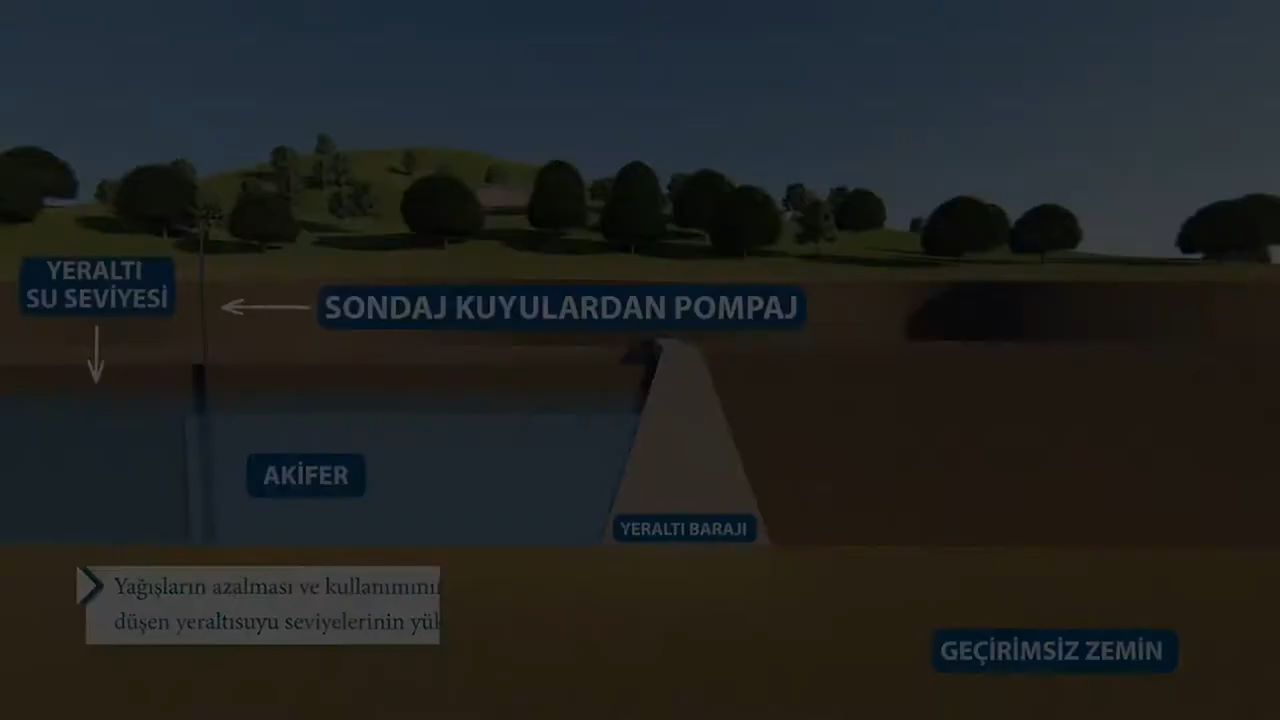 YERALTI
SU SEVİYESİ
SONDAJ KUYULARDAN POMPAJ
AKİFER
YERALTI BARAJI
Yağışların azalması ve
düşen yeraltısuyu seviyelerinin
GEÇİRİMSİZ ZEMİN